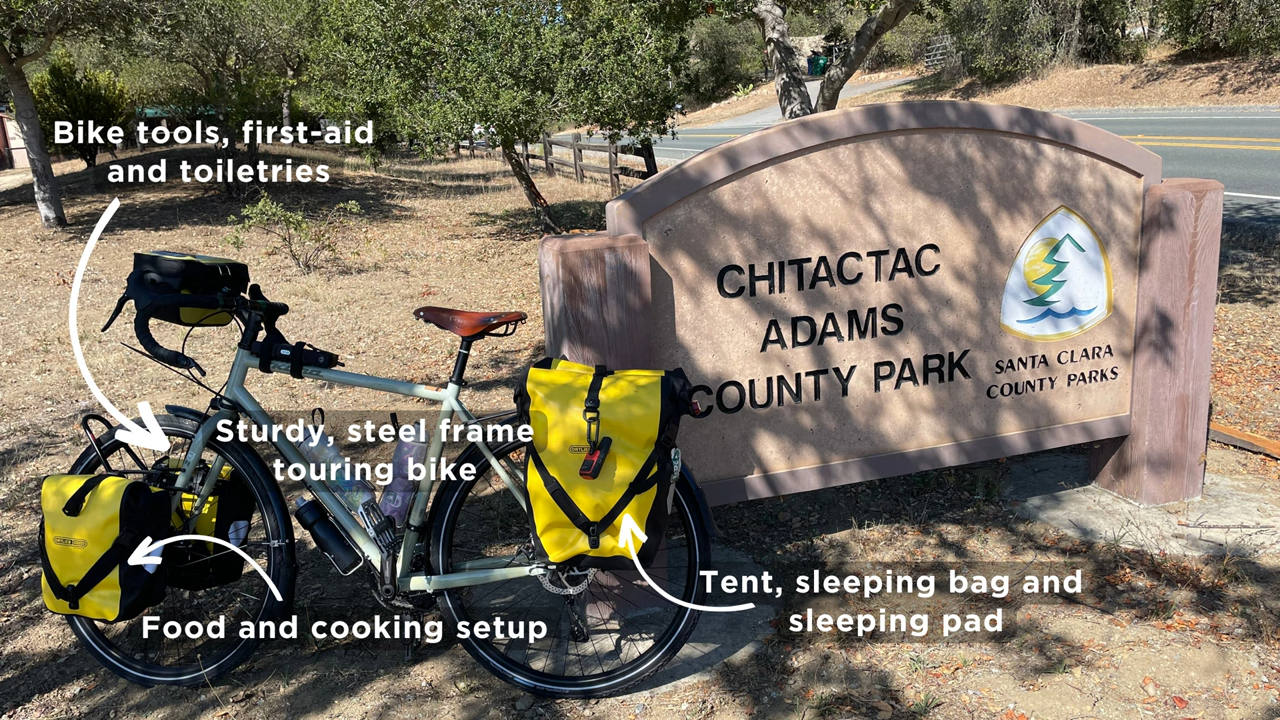 Bike tools, first-aid
and toiletries
CHITACTAC
ADAMS
COUNTY PARK
SANTA CLARA
COUNTY PARKS
Sturdy, steel frame
touring bike
Tent, sleeping bag and
sleeping pad
Food and cooking setup